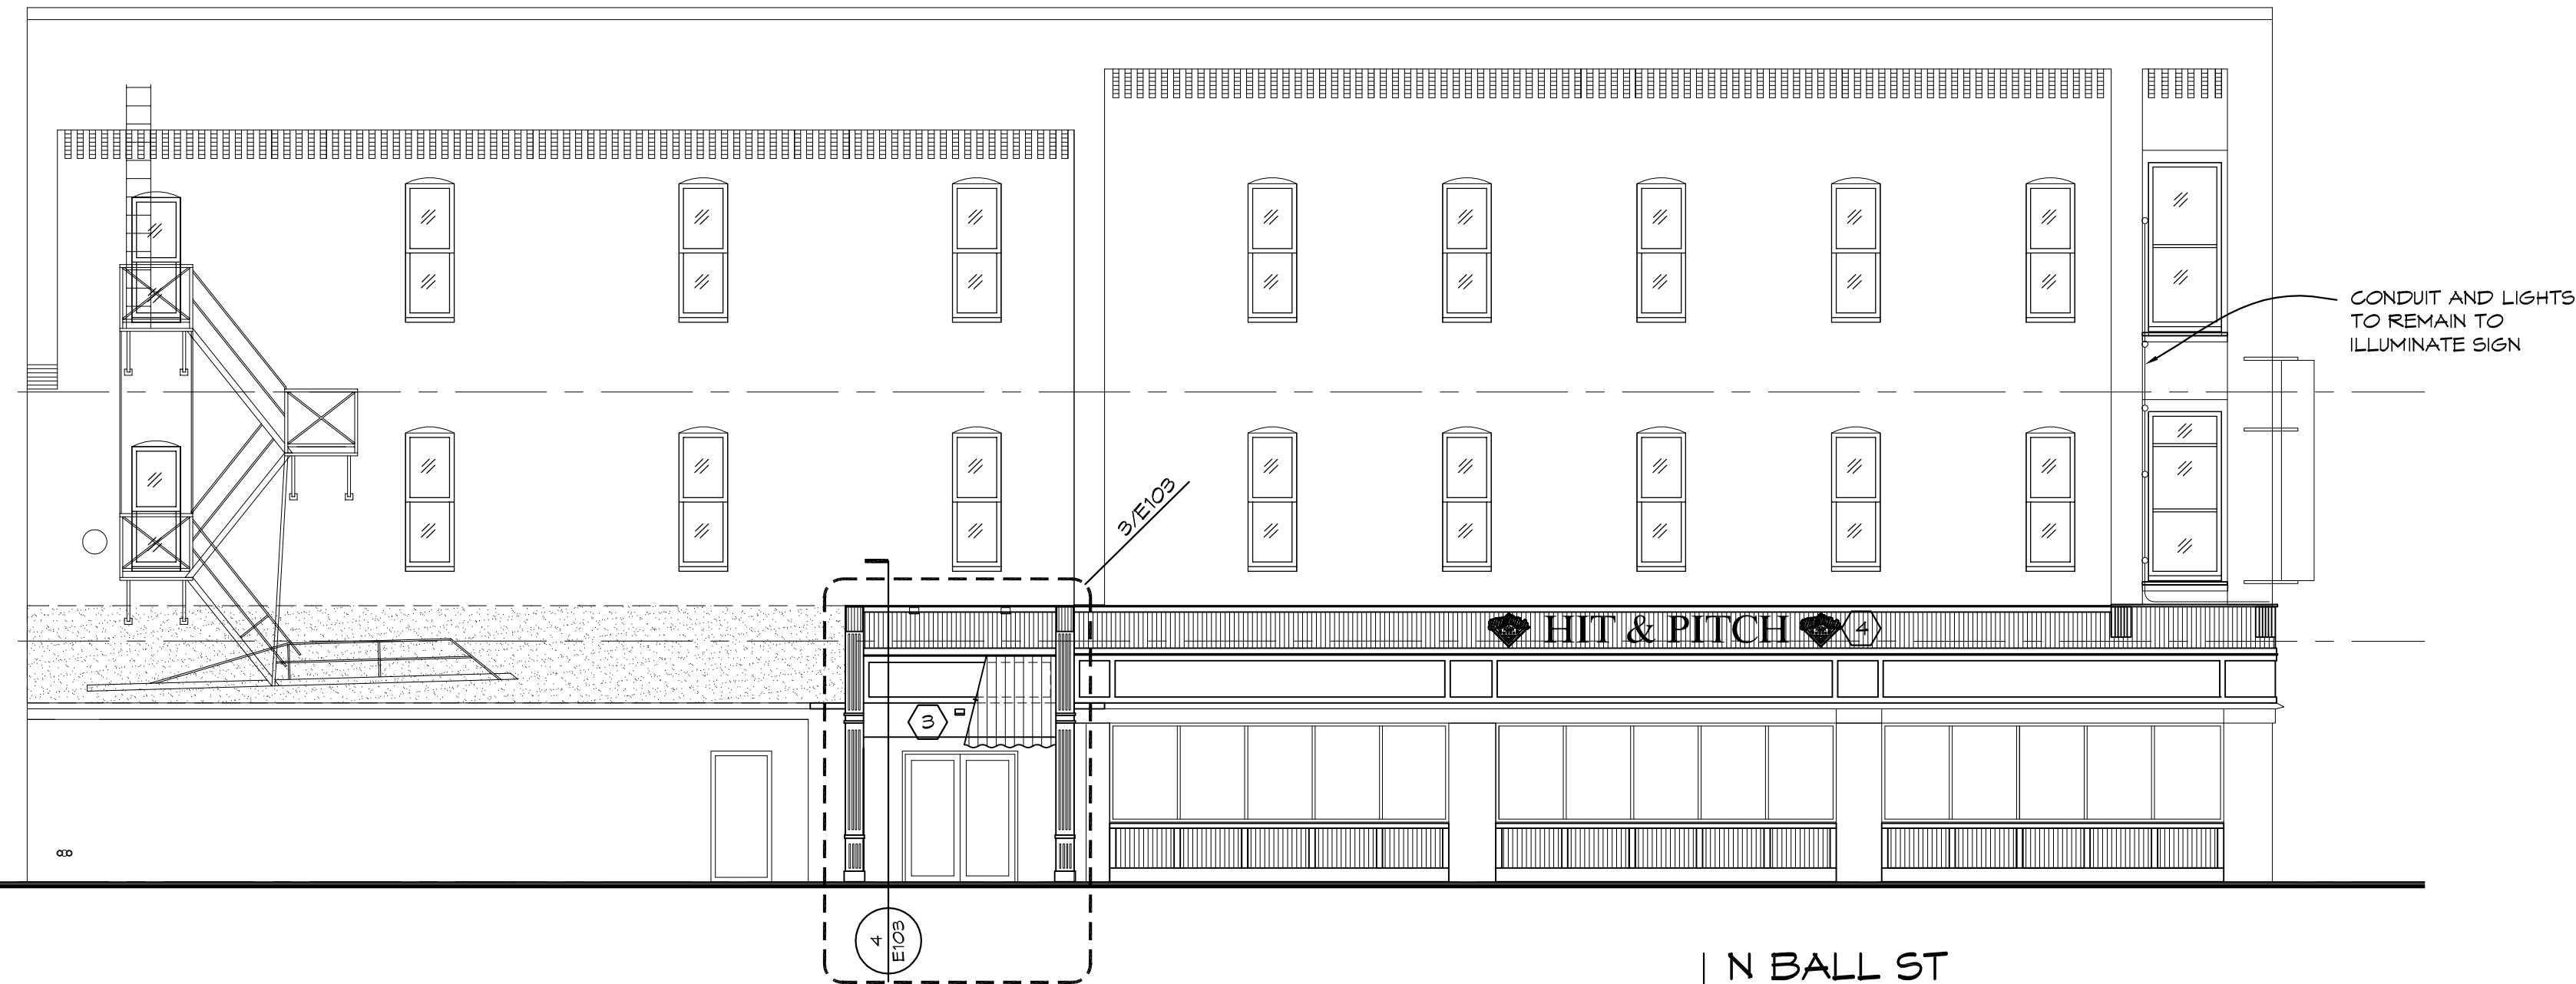 CONDUIT AND LIGHTS
TO REMAIN TO
ILLUMINATE SIGN
3/E103
HIT & PITCH
4
3
4
E103
N BALL ST